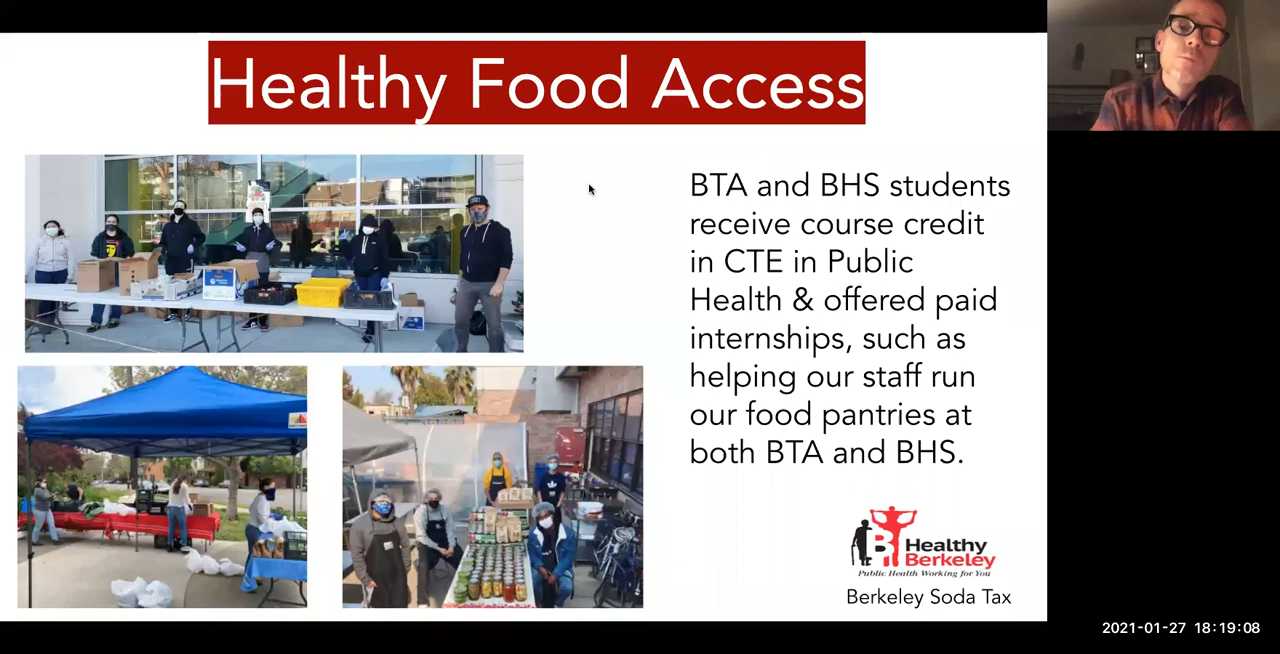 Healthy Food Access
BTA and BHS students
receive course credit
in CTE in Public
Health & offered paid
internships, such as
helping our staff run
our food pantries at
both BTA and BHS.
B Healthy
Berkeley
Public Health Working for You
Berkeley Soda Tax
2021-01-27 18:19:08